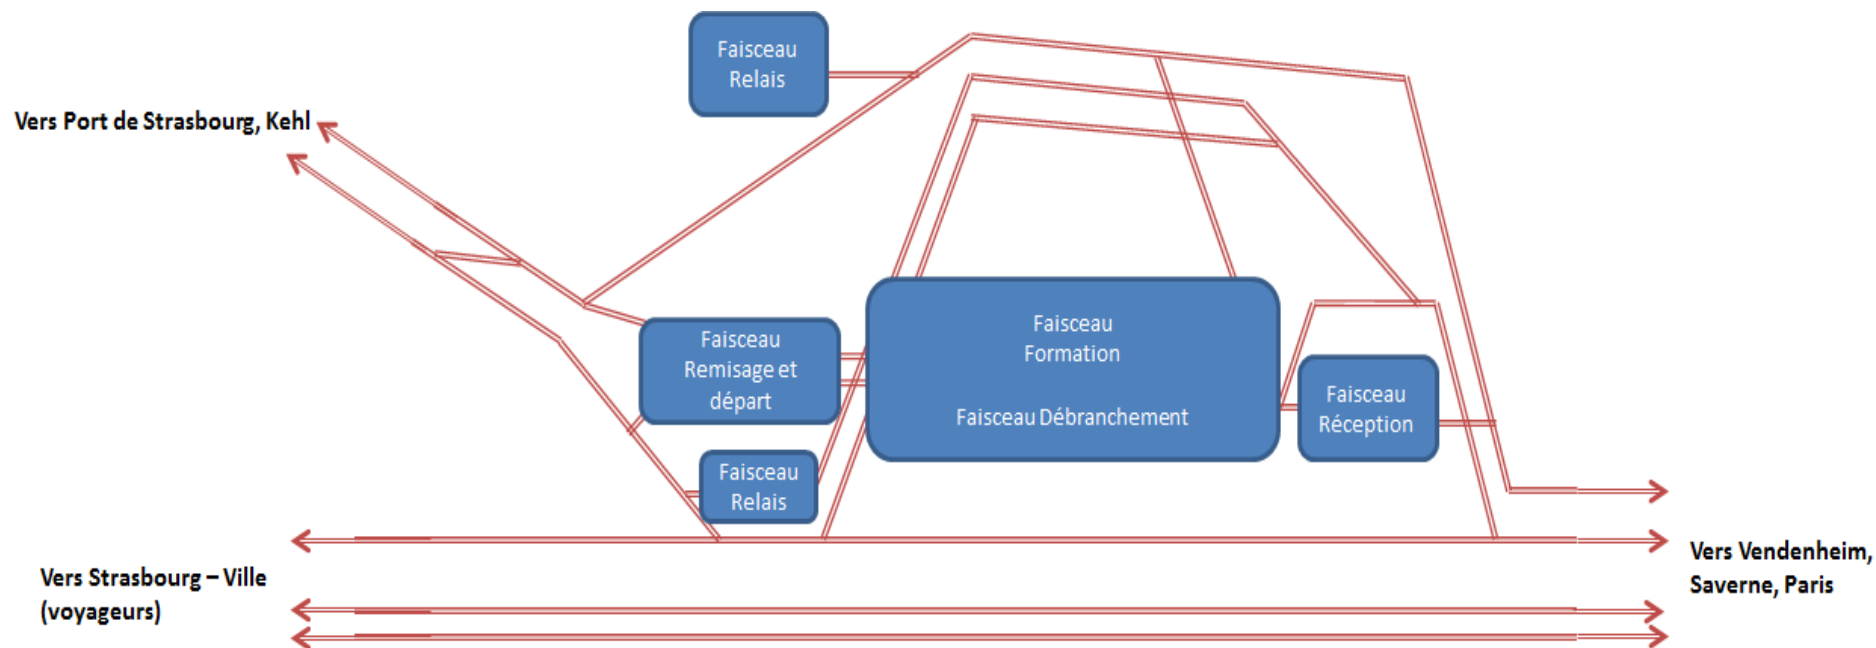 Faisceau
Relais
Vers Port de Strasbourg, Kehl
Faisceau
Remisage et
départ
Faisceau
Formation
Faisceau Débranchement
Faisceau
Réception
Faisceau
Relais
Vers Strasbourg – Ville
(voyageurs)
Vers Vendenheim,
Saverne, Paris